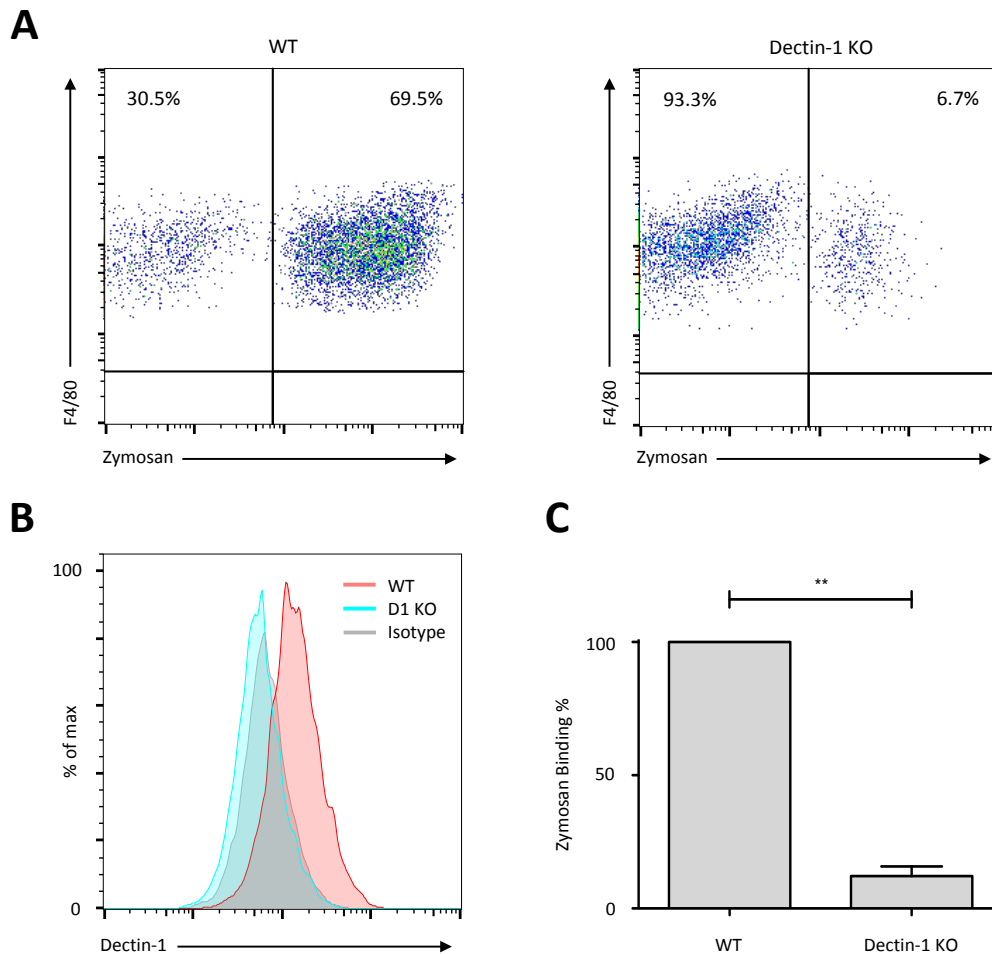 A
WT
Dectin-1 KO
30.5%
69.5%
93.3%
6.7%
F4/80
F4/80
Zymosan
Zymosan
B
C
100
WT
D1 KO
Isotype
% of max
0
Dectin-1
**
100
Zymosan Binding %
50
0
WT
Dectin-1 KO